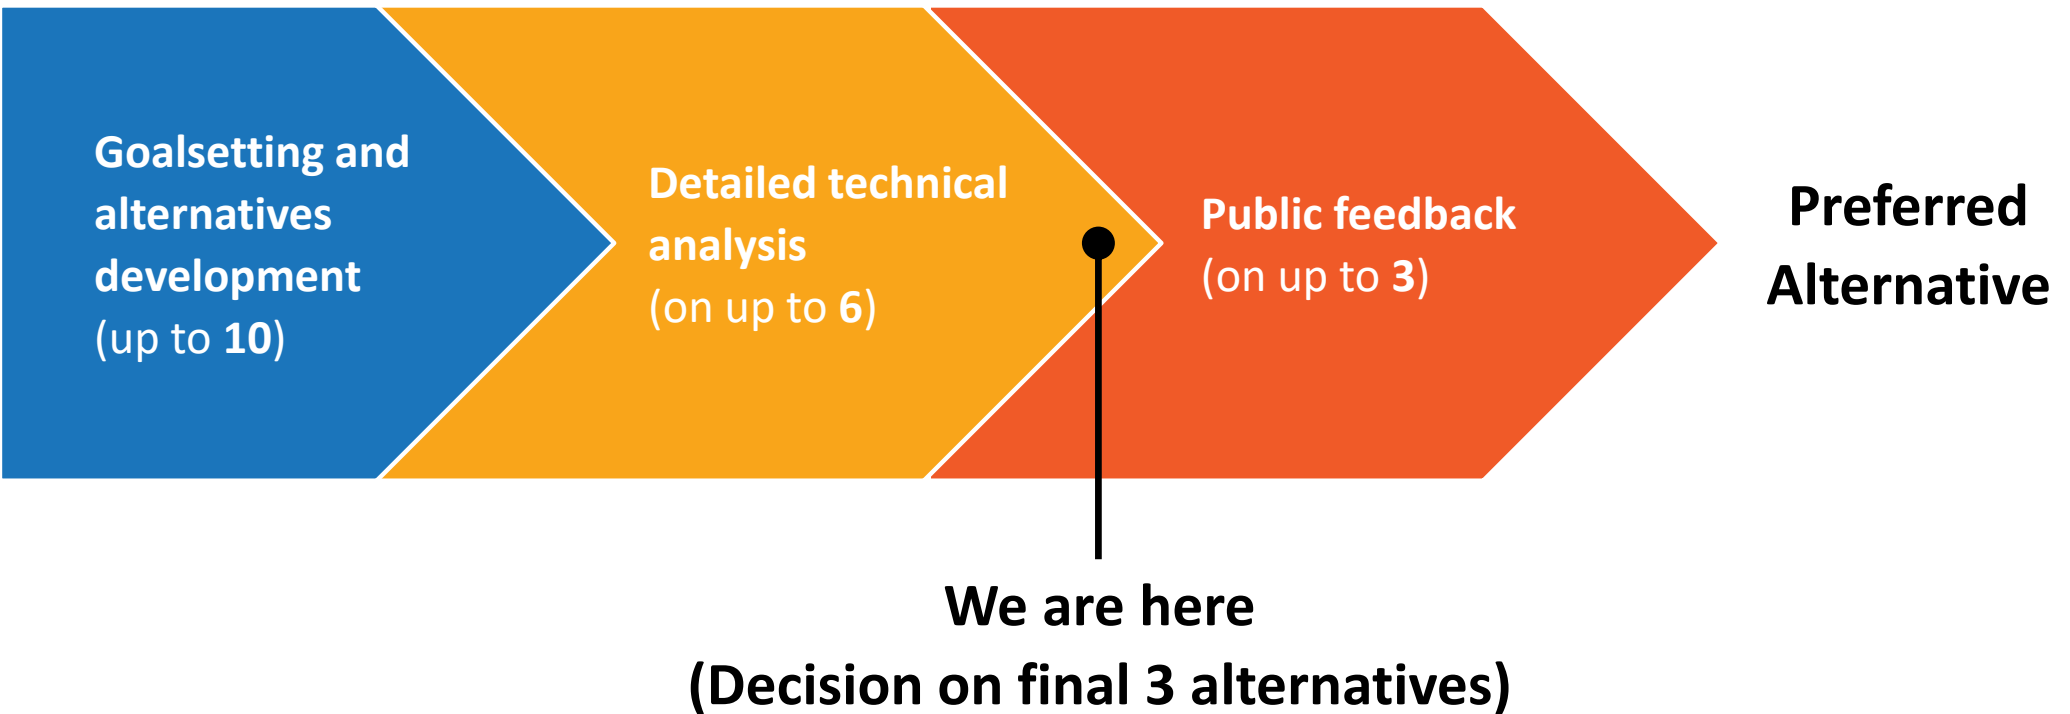 Goalsetting and
alternatives
development
(up to 10)
Detailed technical
analysis
(on up to 6)
Public feedback
(on up to 3)
Preferred
Alternative
We are here
(Decision on final 3 alternatives)